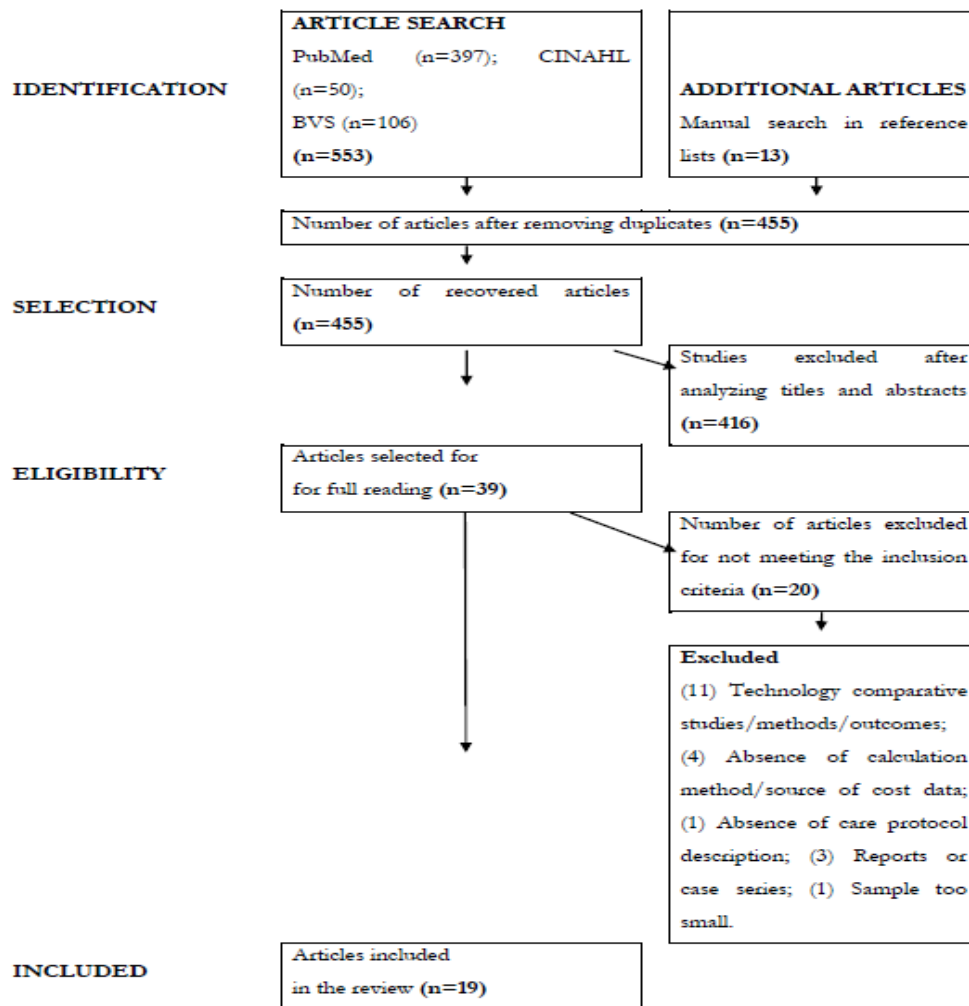 ARTICLE SEARCH
PubMed (n=397); CINAHL
(n=50);
BVS (n=106)
(n=553)
IDENTIFICATION
ADDITIONAL ARTICLES
Manual search in reference
lists (n=13)
Number of articles after removing duplicates (n=455)
SELECTION
Number of recovered articles
(n=455)
Studies excluded after
analyzing titles and abstracts
(n=416)
ELIGIBILITY
Articles selected for
for full reading (n=39)
Number of articles excluded
for not meeting the inclusion
criteria (n=20)
Excluded
(11) Technology comparative
studies/methods/outcomes;
(4) Absence of calculation
method/source of cost data;
(1) Absence of care protocol
description; (3) Reports or
case series; (1) Sample too
small.
INCLUDED
Articles included
in the review (n=19)